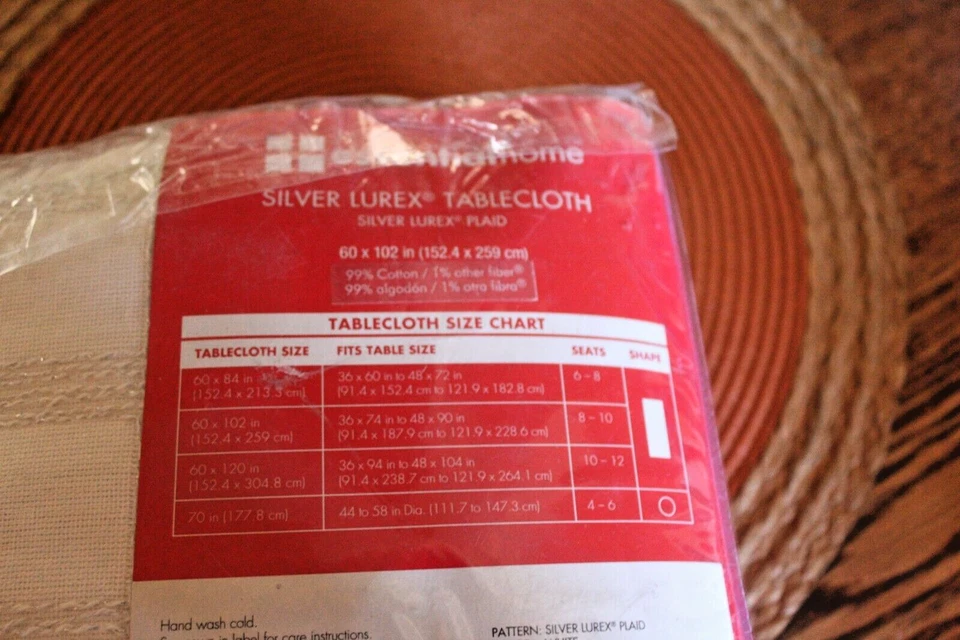 essential home
SILVER LUREX® TABLECLOTH
SILVER LUREX® PLAID
60 x 102 in (152.4 x 259 cm)
99% Cotton / 1% other fiber®
99% algodón / 1% otra fibra®
TABLECLOTH SIZE CHART
TABLECLOTH SIZE FITS TABLE SIZE SEATS SHAPE
60 x 84 in 36 x 60 in to 48 x 72 in 6 – 8
(152.4 x 213.3 cm) (91.4 x 152.4 cm to 121.9 x 182.8 cm)
60 x 102 in 36 x 74 in to 48 x 90 in 8 – 10
(152.4 x 259 cm) (91.4 x 187.9 cm to 121.9 x 228.6 cm)
60 x 120 in 36 x 94 in to 48 x 104 in 10 – 12
(152.4 x 304.8 cm) (91.4 x 238.7 cm to 121.9 x 264.1 cm)
70 in (177.8 cm) 44 to 58 in Dia. (111.7 to 147.3 cm) 4 – 6
Hand wash cold.
label for care instructions.
PATTERN: SILVER LUREX® PLAID